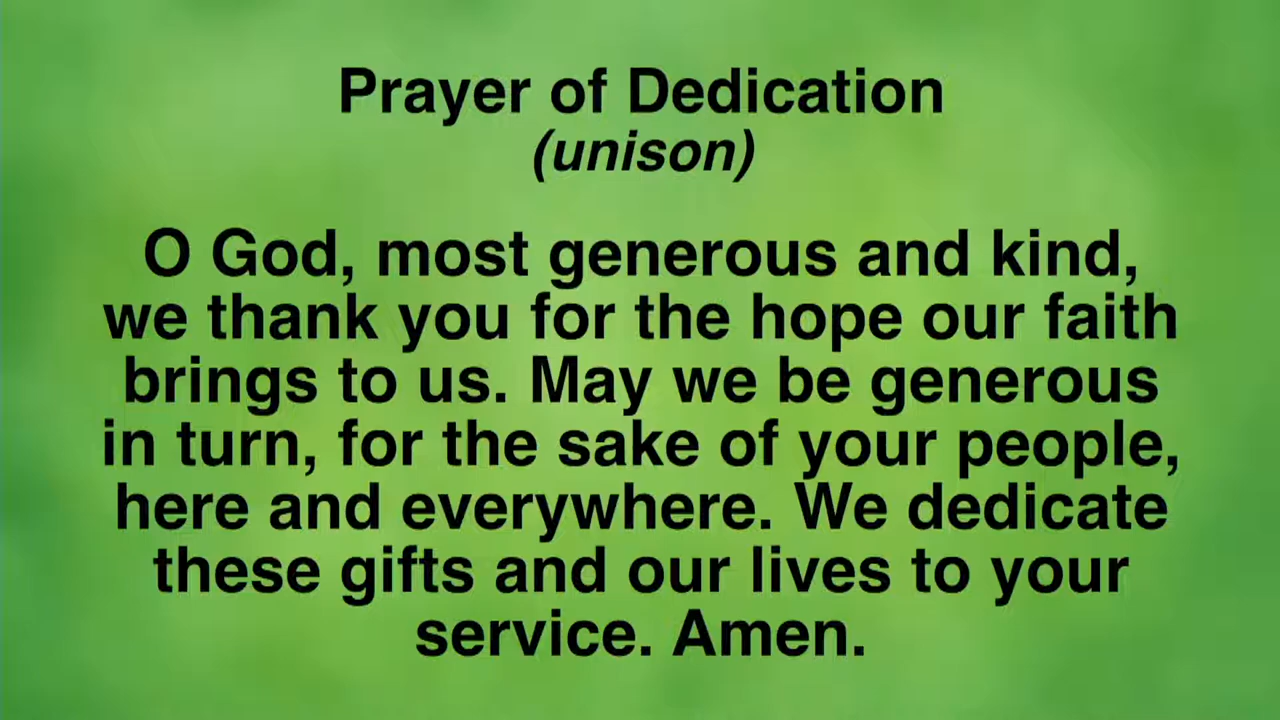 Prayer of Dedication
(unison)
O God, most generous and kind,
we thank you for the hope our faith
brings to us. May we be generous
in turn, for the sake of your people,
here and everywhere. We dedicate
these gifts and our lives to your
service. Amen.